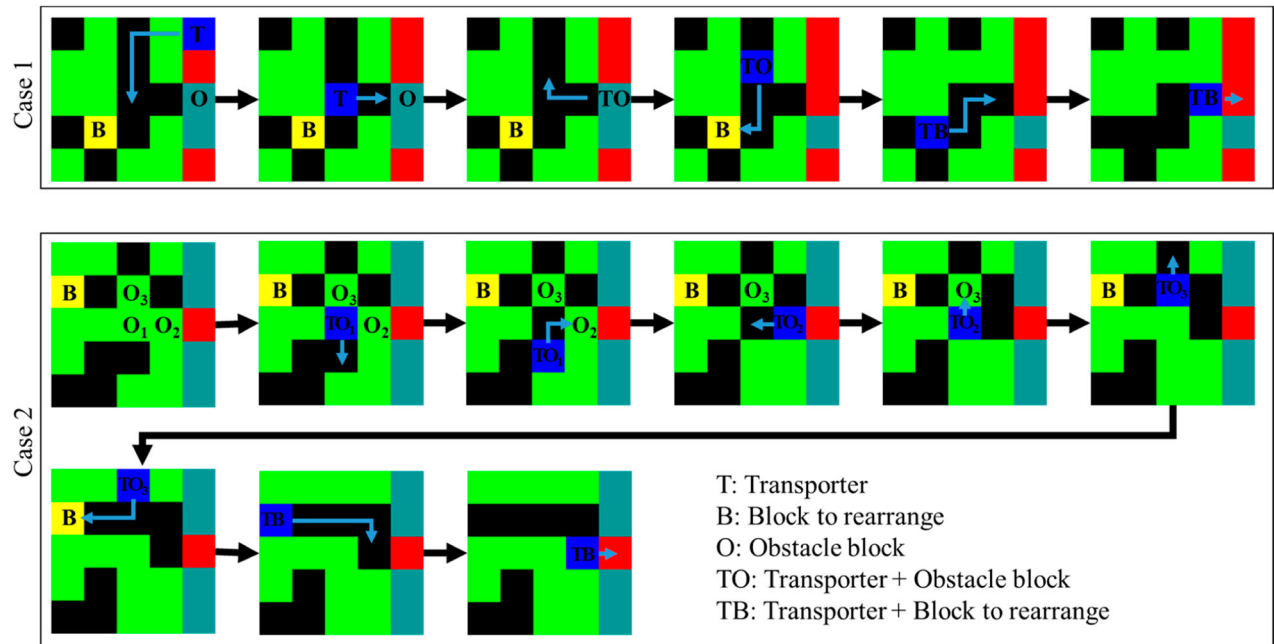 Case 1
T
O
B
T
O
B
TO
B
TO
B
TB
TB
Case 2
B
O3
O1 O2
B
O3
TO1 O2
B
O3
O2
TO1
B
O3
TO2
B
O3
TO2
B
TO3
TO3
B
TB
TB
T: Transporter
B: Block to rearrange
O: Obstacle block
TO: Transporter + Obstacle block
TB: Transporter + Block to rearrange